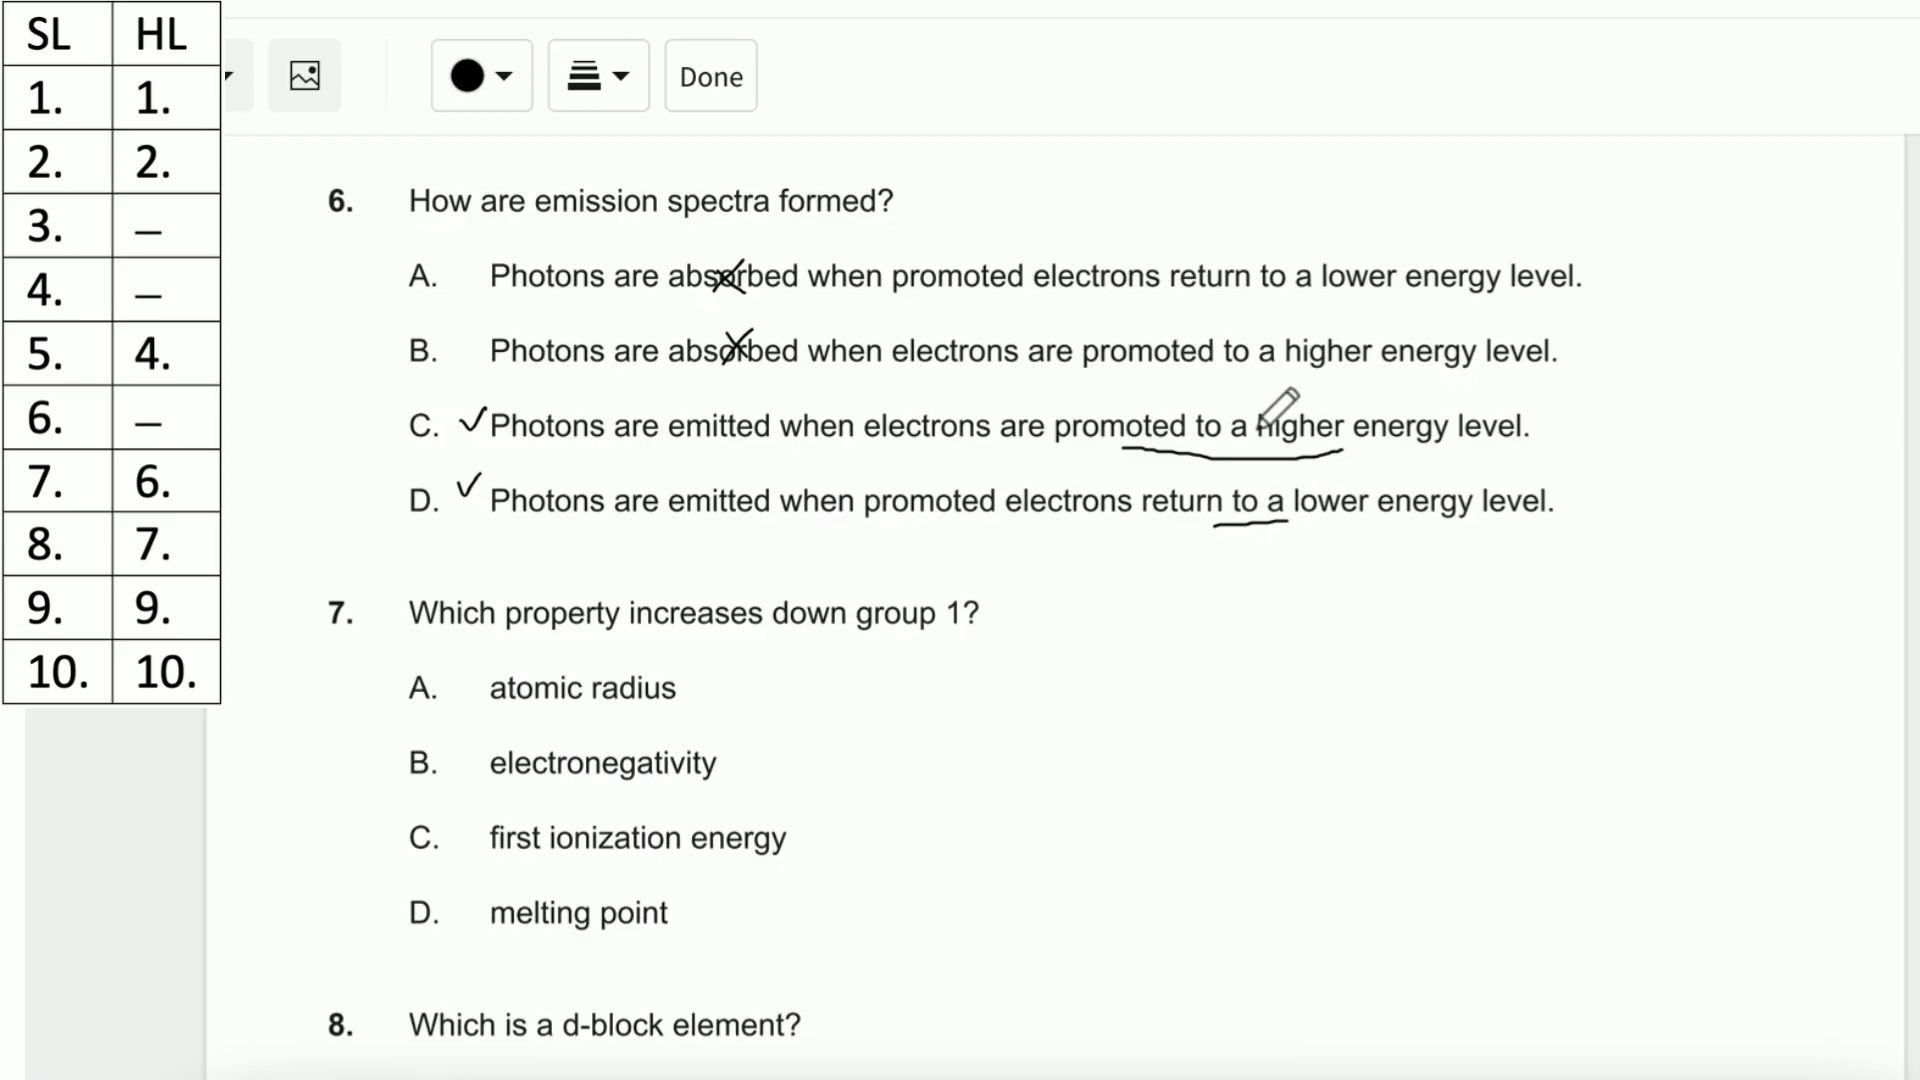 SL HL
1. 1.
2. 2.
3. –
4. –
5. 4.
6. –
7. 6.
8. 7.
9. 9.
10. 10.
Done
6. How are emission spectra formed?
A. Photons are absorbed when promoted electrons return to a lower energy level.
B. Photons are absorbed when electrons are promoted to a higher energy level.
C. Photons are emitted when electrons are promoted to a higher energy level.
D. Photons are emitted when promoted electrons return to a lower energy level.
7. Which property increases down group 1?
A. atomic radius
B. electronegativity
C. first ionization energy
D. melting point
8. Which is a d-block element?